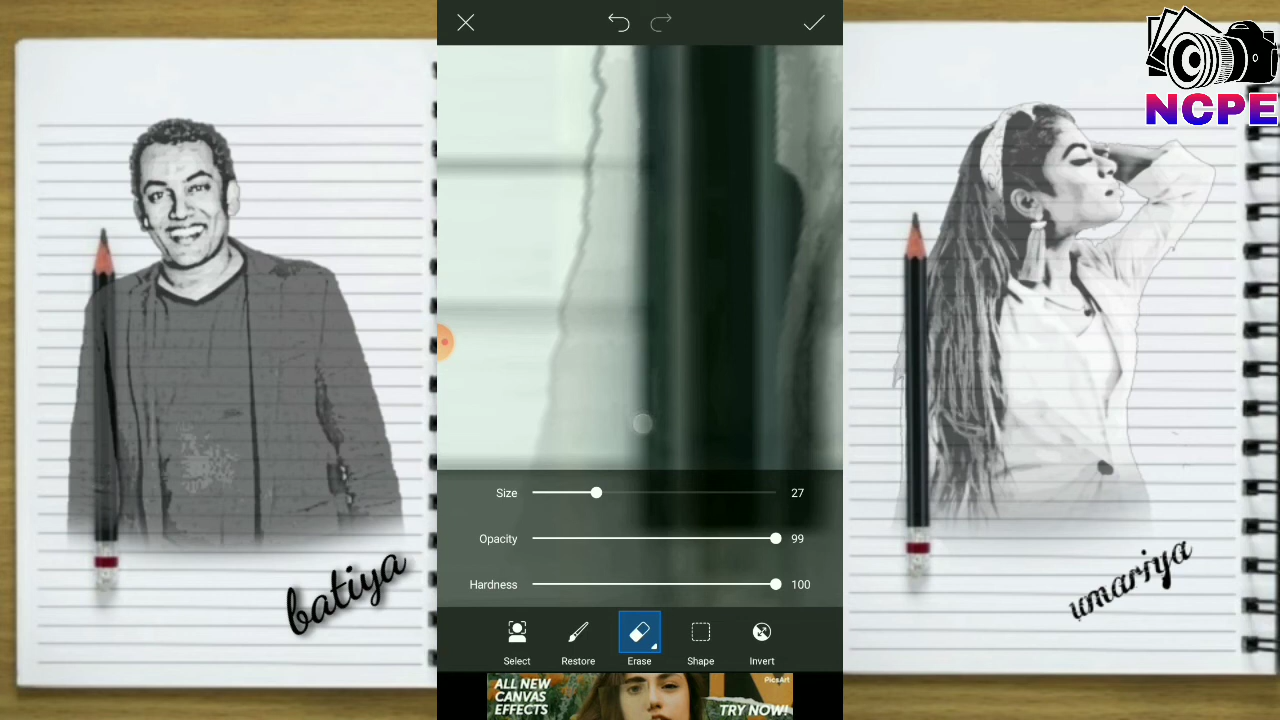 NCPE
Size 27
Opacity 99
Hardness 100
Select Restore Erase Shape Invert
batiya
umariya
ALL NEW
CANVAS
EFFECTS
PicsArt
TRY NOW!